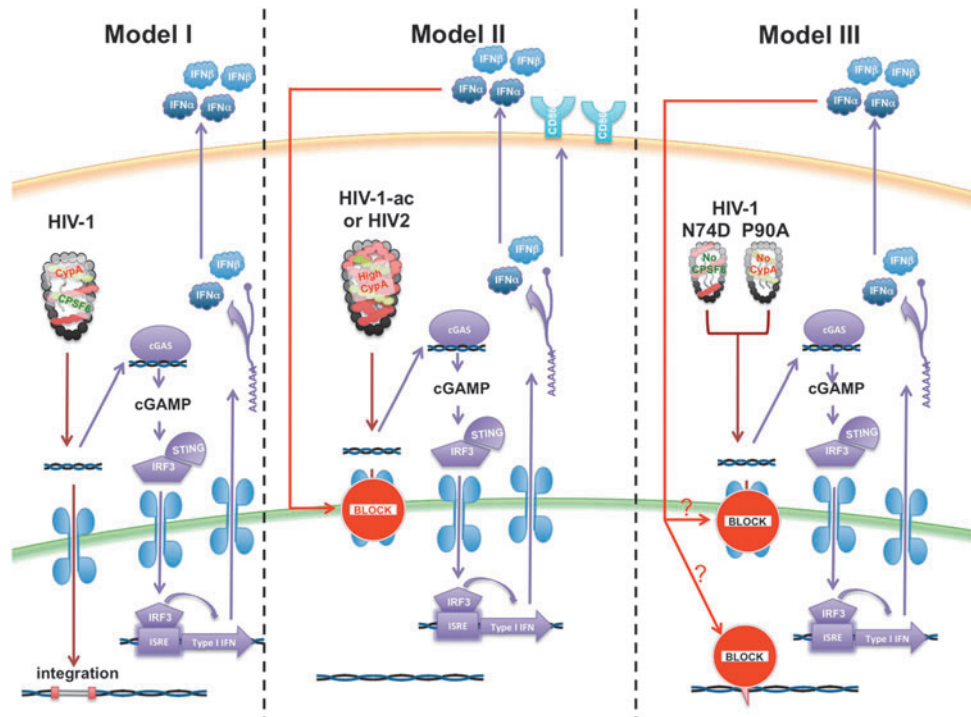 Model I
IFNβ
IFNβ
IFNα
IFNα
HIV-1
CypA
CPSF6
IFNβ
IFNα
cGAS
cGAMP
STING
IRF3
AAAAA
IRF3
ISRE
Type I IFN
integration
Model II
IFNβ
IFNβ
IFNα
IFNα
CD86
CD86
HIV-1-ac
or HIV2
High
CypA
IFNβ
IFNα
cGAS
cGAMP
STING
IRF3
AAAAA
BLOCK
IRF3
ISRE
Type I IFN
Model III
IFNβ
IFNβ
IFNα
IFNα
HIV-1
N74D P90A
No
CPSF6
No
CypA
IFNβ
IFNα
cGAS
cGAMP
STING
IRF3
AAAAA
?
BLOCK
?
IRF3
ISRE
Type I IFN
BLOCK